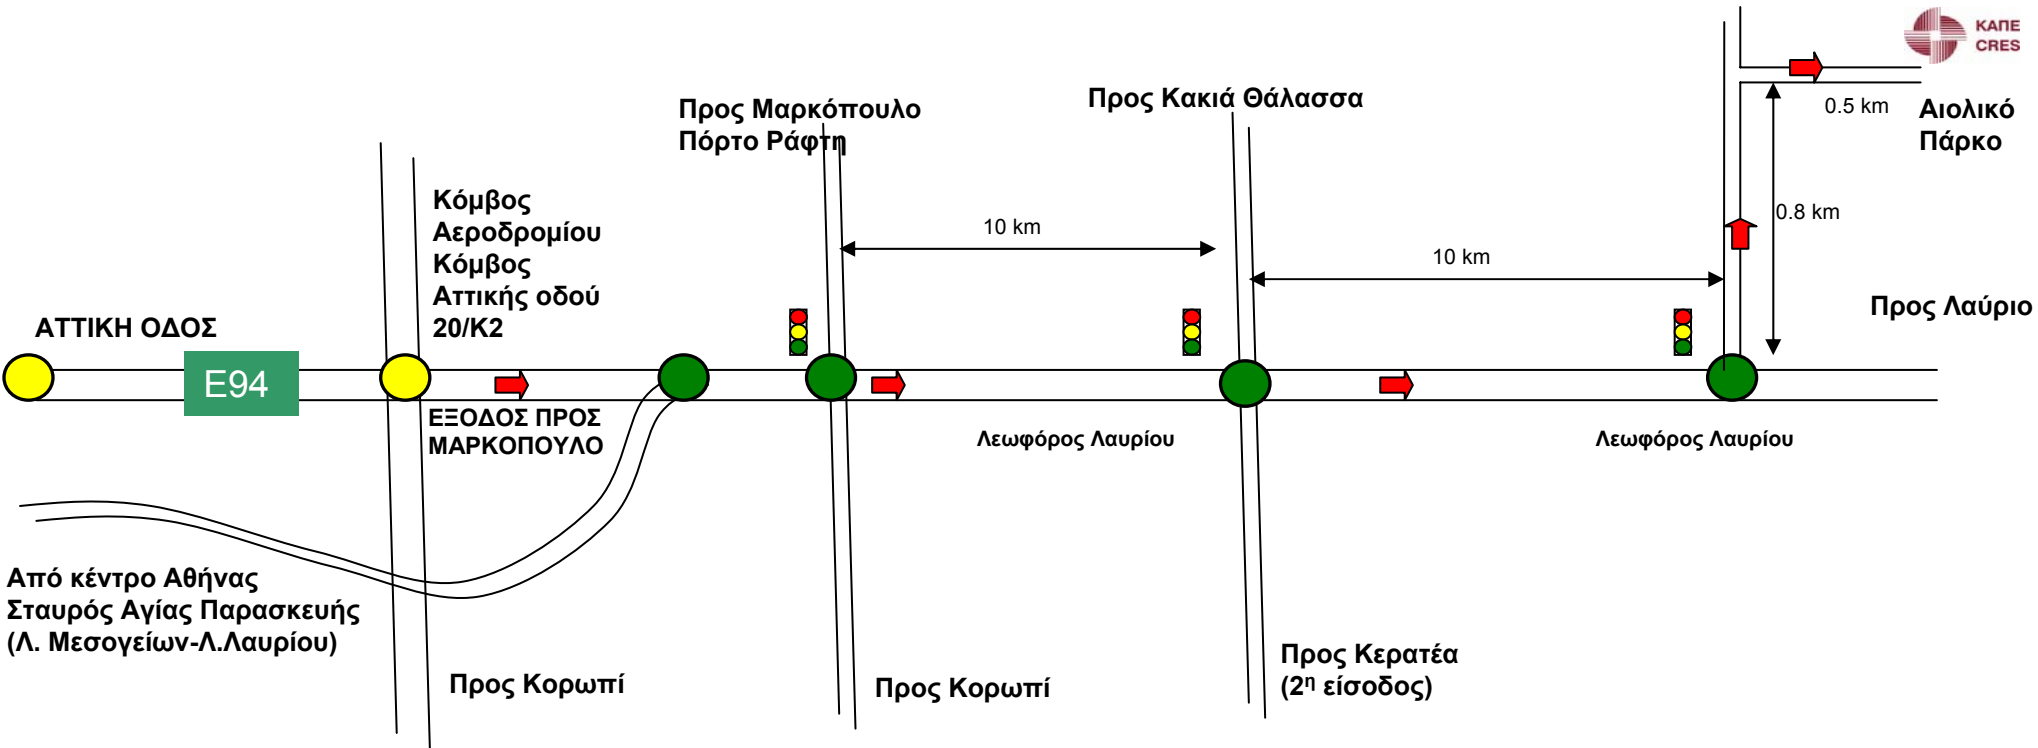 ΚΑΠΕ
CRES
Προς Μαρκόπουλο
Πόρτο Ράφτη
Προς Κακιά Θάλασσα
0.5 km
Αιολικό
Πάρκο
Κόμβος
Αεροδρομίου
Κόμβος
Αττικής οδού
20/Κ2
10 km
10 km
0.8 km
Προς Λαύριο
ΑΤΤΙΚΗ ΟΔΟΣ
E94
ΕΞΟΔΟΣ ΠΡΟΣ
ΜΑΡΚΟΠΟΥΛΟ
Λεωφόρος Λαυρίου
Λεωφόρος Λαυρίου
Από κέντρο Αθήνας
Σταυρός Αγίας Παρασκευής
(Λ. Μεσογείων-Λ.Λαυρίου)
Προς Κορωπί
Προς Κορωπί
Προς Κερατέα
(2η είσοδος)